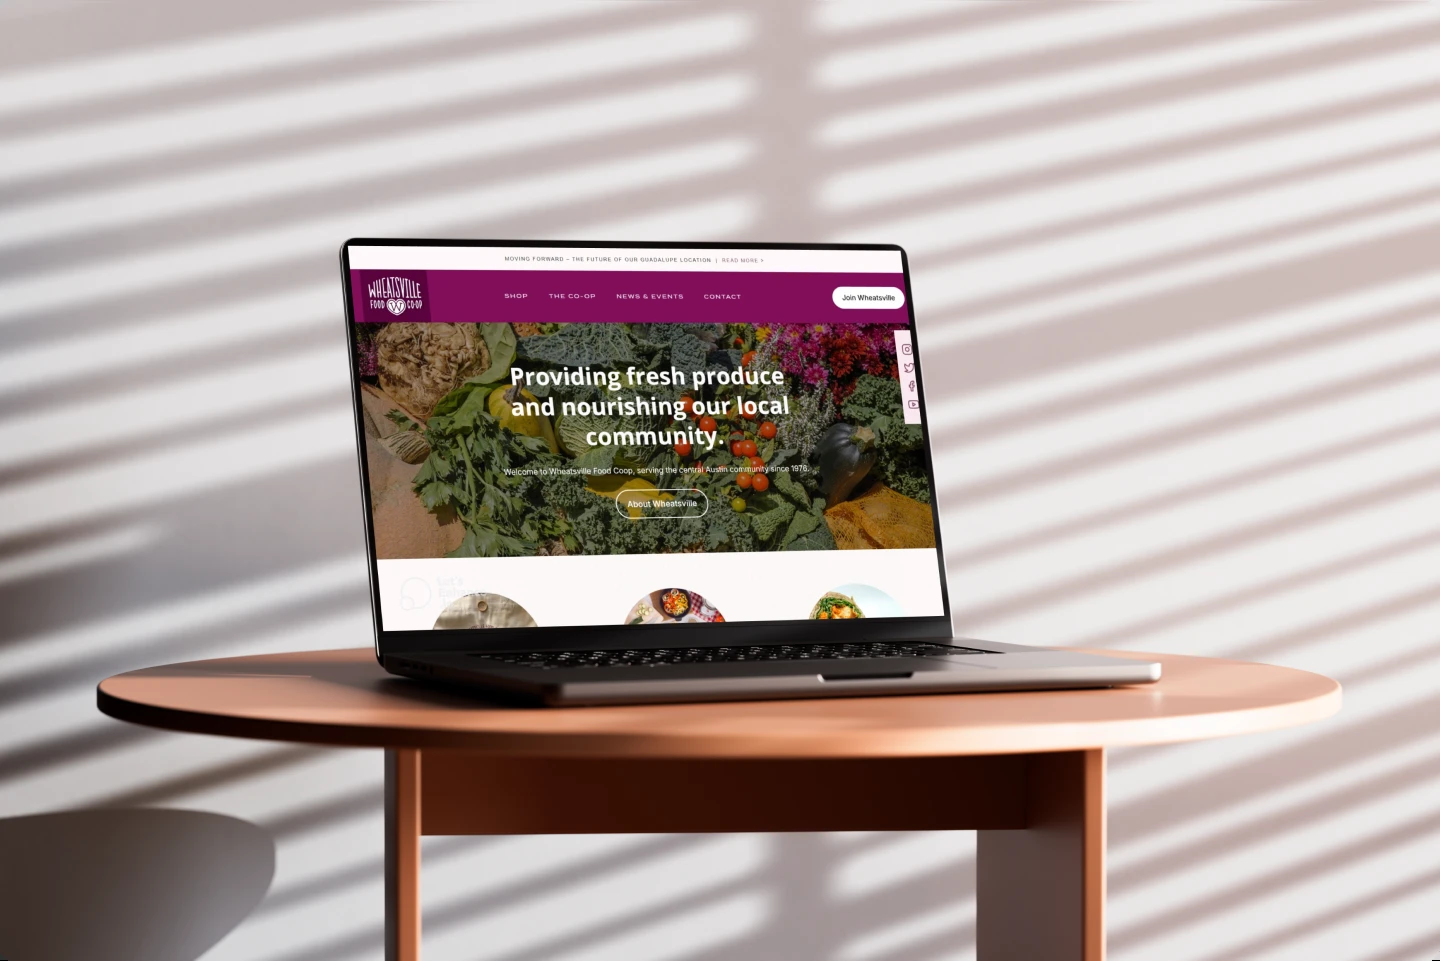 MOVING FORWARD – THE FUTURE OF OUR GUADALUPE LOCATION | READ MORE >
WHEATSVILLE
FOOD CO-OP
W
SHOP THE CO-OP NEWS & EVENTS CONTACT
Join Wheatsville
Providing fresh produce
and nourishing our local
community.
Welcome to Wheatsville Food Coop, serving the central Austin community since 1976.
About Wheatsville